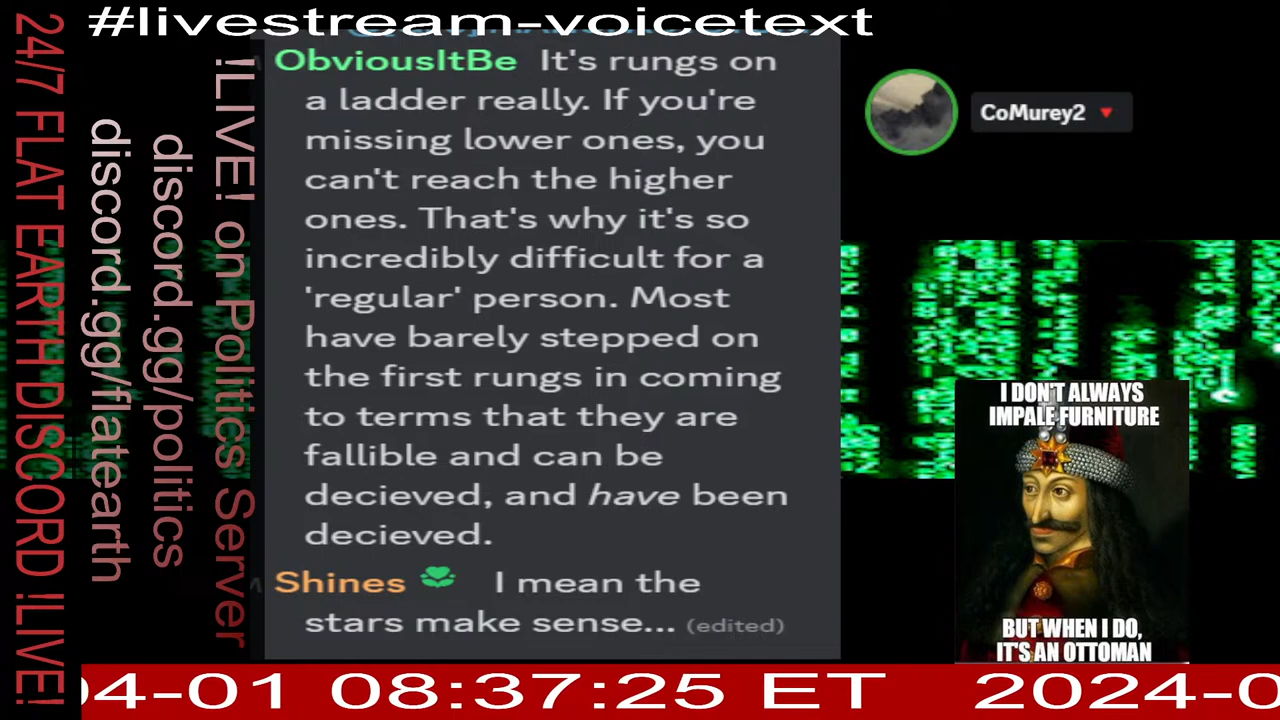 #livestream-voicetext
24/7 FLAT EARTH DISCORD !LIVE!
discord.gg/flatearth
discord.gg/politics
!LIVE! on Politics Server
ObviousItBe It's rungs on
a ladder really. If you're
missing lower ones, you
can't reach the higher
ones. That's why it's so
incredibly difficult for a
'regular' person. Most
have barely stepped on
the first rungs in coming
to terms that they are
fallible and can be
decieved, and have been
decieved.
Shines I mean the
stars make sense... (edited)
CoMurey2
I DON'T ALWAYS
IMPALE FURNITURE
BUT WHEN I DO,
IT'S AN OTTOMAN
04-01 08:37:25 ET 2024-0